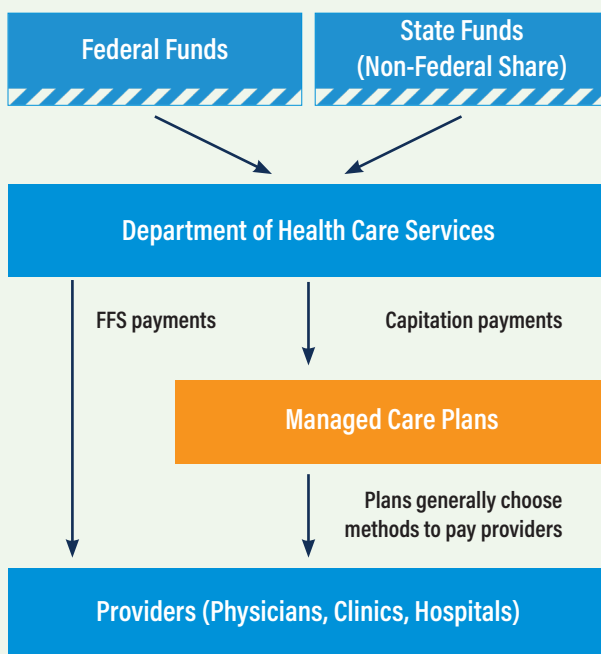 Federal Funds
State Funds
(Non-Federal Share)
Department of Health Care Services
FFS payments
Capitation payments
Managed Care Plans
Plans generally choose
methods to pay providers
Providers (Physicians, Clinics, Hospitals)